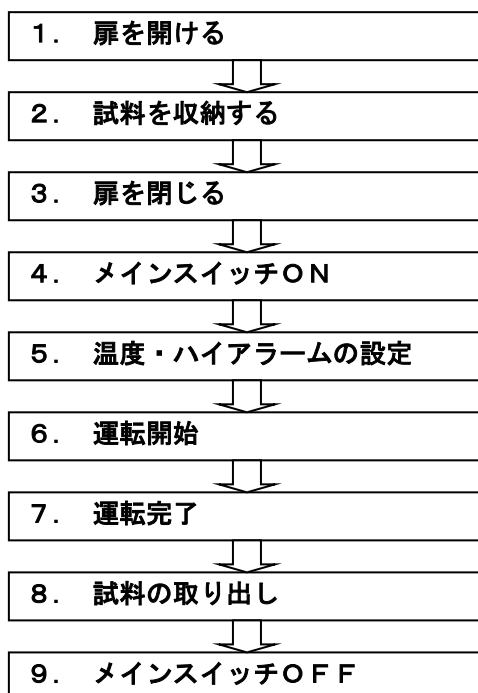 １． 扉を開ける
２． 試料を収納する
３． 扉を閉じる
４． メインスイッチＯＮ
５． 温度・ハイアラームの設定
６． 運転開始
７． 運転完了
８． 試料の取り出し
９． メインスイッチＯＦＦ